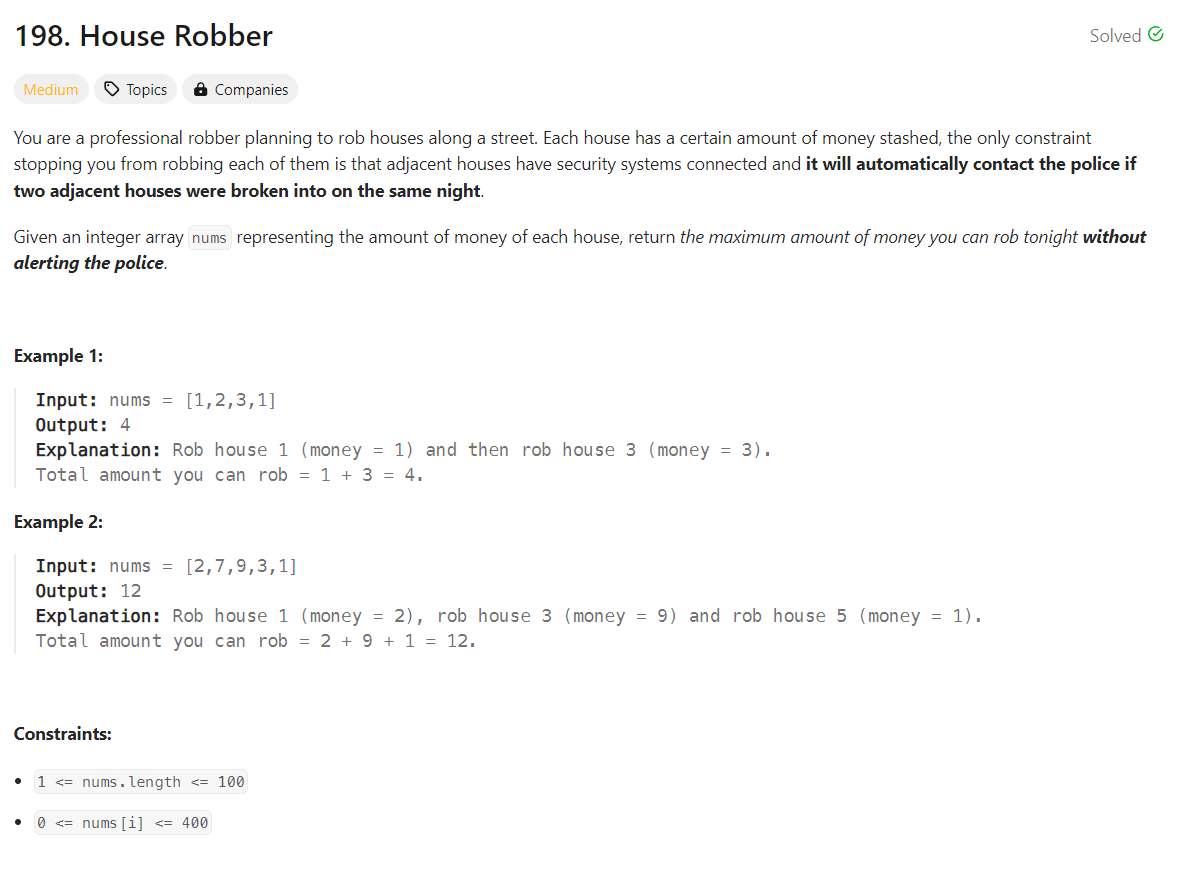 198. House Robber
Solved
Medium
Topics
Companies
You are a professional robber planning to rob houses along a street. Each house has a certain amount of money stashed, the only constraint
stopping you from robbing each of them is that adjacent houses have security systems connected and it will automatically contact the police if
two adjacent houses were broken into on the same night.
Given an integer array nums representing the amount of money of each house, return the maximum amount of money you can rob tonight without
alerting the police.
Example 1:
Input: nums = [1,2,3,1]
Output: 4
Explanation: Rob house 1 (money = 1) and then rob house 3 (money = 3).
Total amount you can rob = 1 + 3 = 4.
Example 2:
Input: nums = [2,7,9,3,1]
Output: 12
Explanation: Rob house 1 (money = 2), rob house 3 (money = 9) and rob house 5 (money = 1).
Total amount you can rob = 2 + 9 + 1 = 12.
Constraints:
• 1 <= nums.length <= 100
• 0 <= nums[i] <= 400